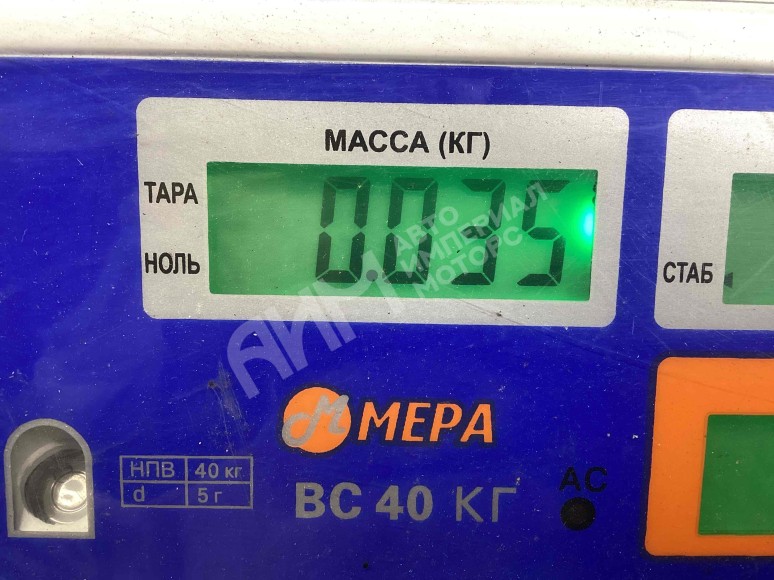 МАССА (КГ)
ТАРА
0.035
НОЛЬ
СТАБ
АИМ АВТО
ИМПЕРИАЛ
МОТОРС
М МЕРА
НПВ 40 кг
d 5 г
ВС 40 КГ
AC